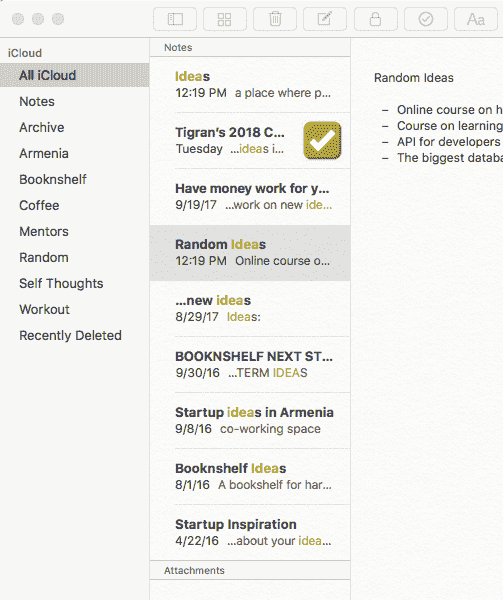 Aa
iCloud
All iCloud
Notes
Archive
Armenia
Booknshelf
Coffee
Mentors
Random
Self Thoughts
Workout
Recently Deleted
Notes
Ideas
12:19 PM a place where p...
Tigran's 2018 C...
Tuesday ...ideas i...
Have money work for y...
9/19/17 ...work on new ide...
Random Ideas
12:19 PM Online course o...
...new ideas
8/29/17 Ideas:
BOOKNSHELF NEXT ST...
9/30/16 ...TERM IDEAS
Startup ideas in Armenia
9/8/16 co-working space
Booknshelf Ideas
8/1/16 A bookshelf for har...
Startup Inspiration
4/22/16 ...about your idea...
Attachments
Random Ideas
– Online course on h
– Course on learning
– API for developers
– The biggest databa